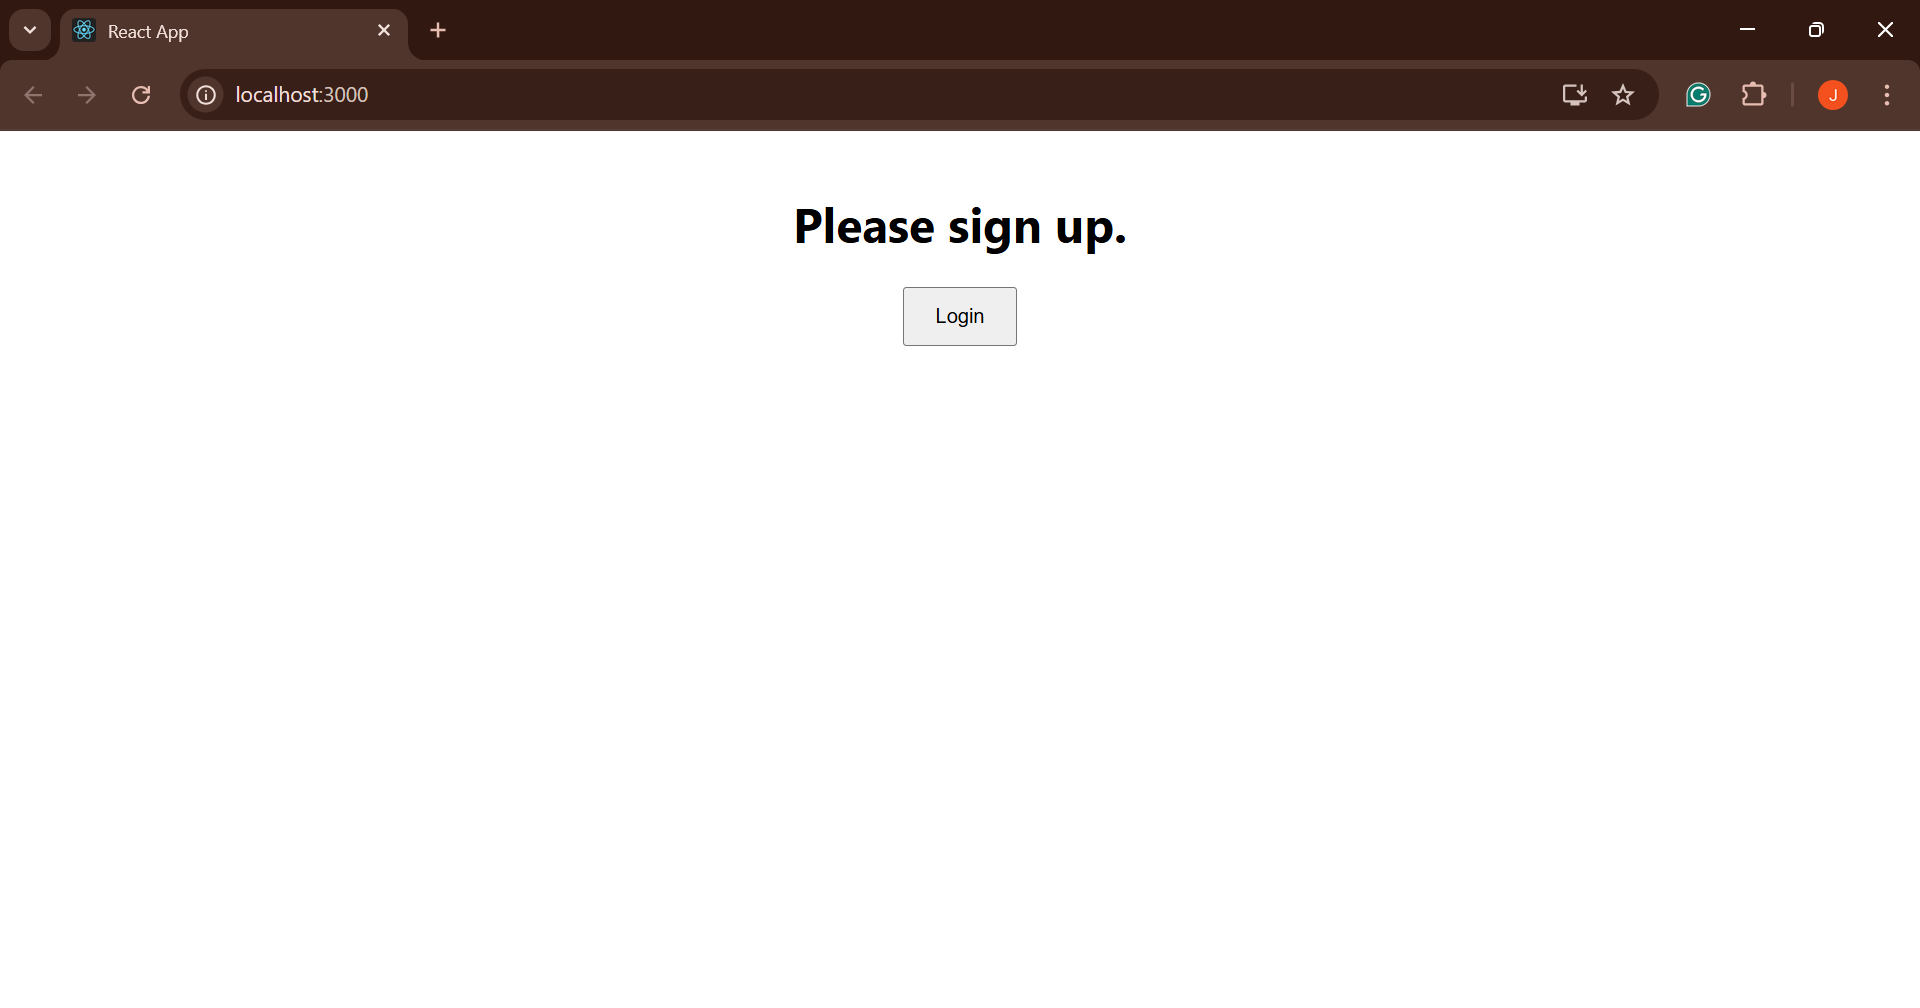 React App
localhost:3000
J
Please sign up.
Login